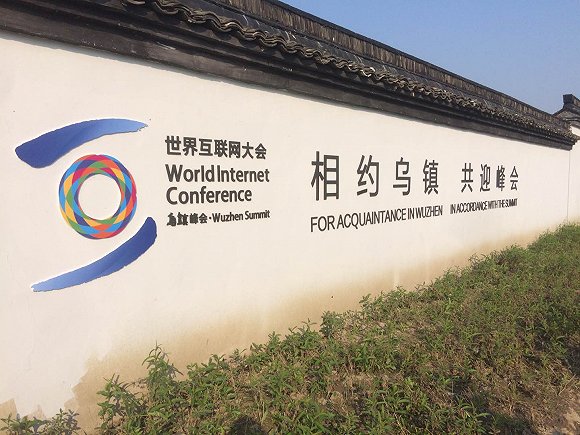 世界互联网大会
World Internet
Conference
乌镇峰会·Wuzhen Summit
相约乌镇 共迎峰会
FOR ACQUAINTANCE IN WUZHEN IN ACCORDANCE WITH THE SUMMIT